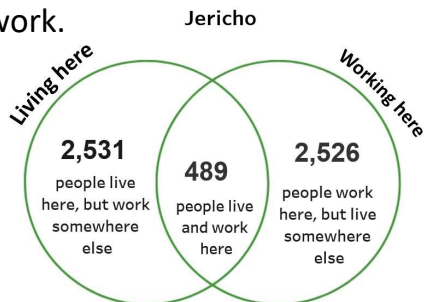 work.
Jericho
Living here
Working here
2,531
people live
here, but work
somewhere
else
489
people live
and work
here
2,526
people work
here, but live
somewhere
else